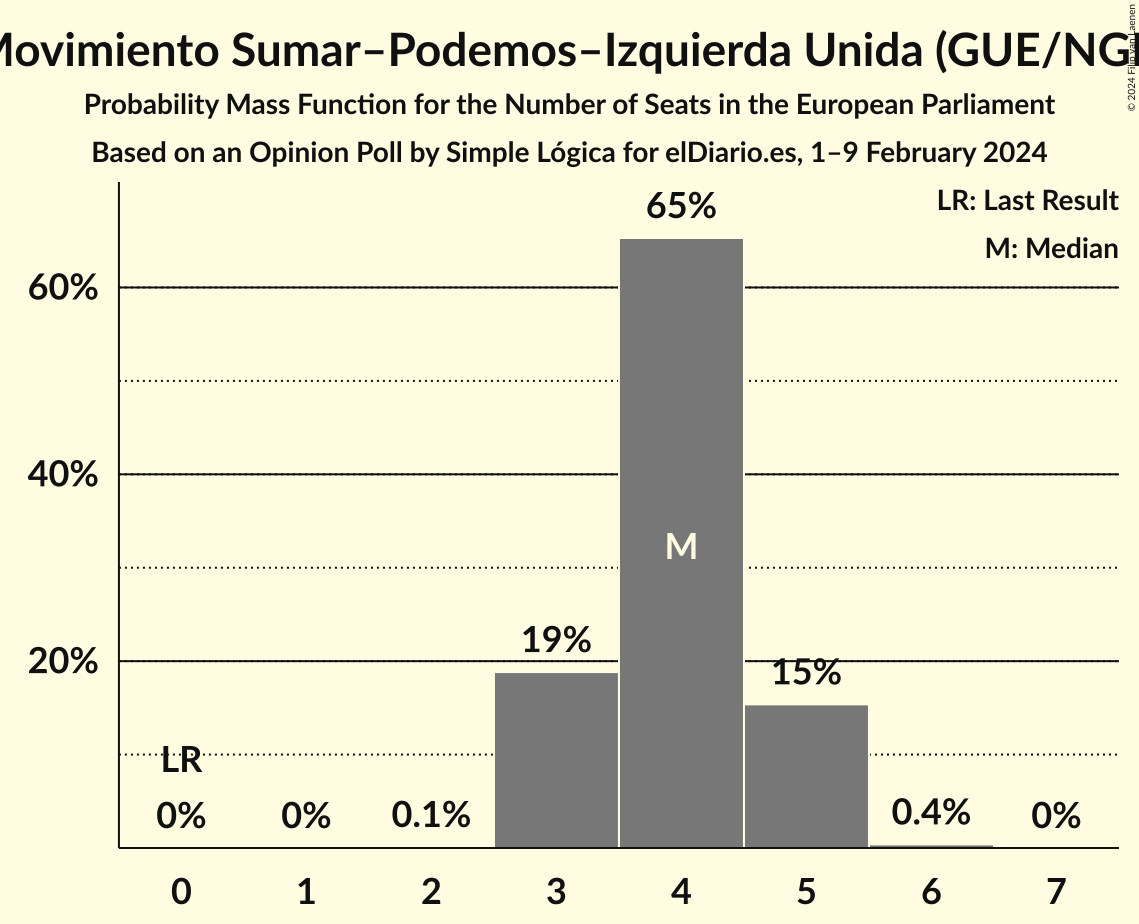 Movimiento Sumar–Podemos–Izquierda Unida (GUE/NGL
Probability Mass Function for the Number of Seats in the European Parliament
Based on an Opinion Poll by Simple Lógica for elDiario.es, 1–9 February 2024
© 2024 Filip van Laenen
LR: Last Result
M: Median
65%
60%
40%
M
19%
20%
15%
LR
0%
0%
0.1%
0.4%
0%
0 1 2 3 4 5 6 7